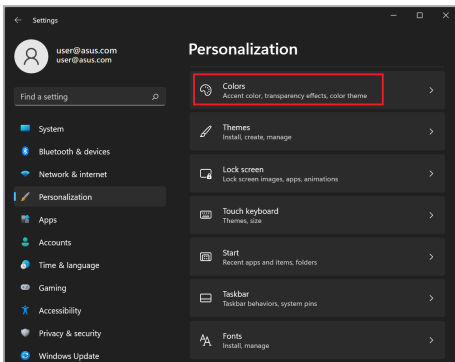 Settings
user@asus.com
user@asus.com
Find a setting
System
Bluetooth & devices
Network & internet
Personalization
Apps
Accounts
Time & language
Gaming
Accessibility
Privacy & security
Windows Update
Personalization
Colors
Accent color, transparency effects, color theme
Themes
Install, create, manage
Lock screen
Lock screen images, apps, animations
Touch keyboard
Themes, size
Start
Recent apps and items, folders
Taskbar
Taskbar behaviors, system pins
Fonts
Install, manage